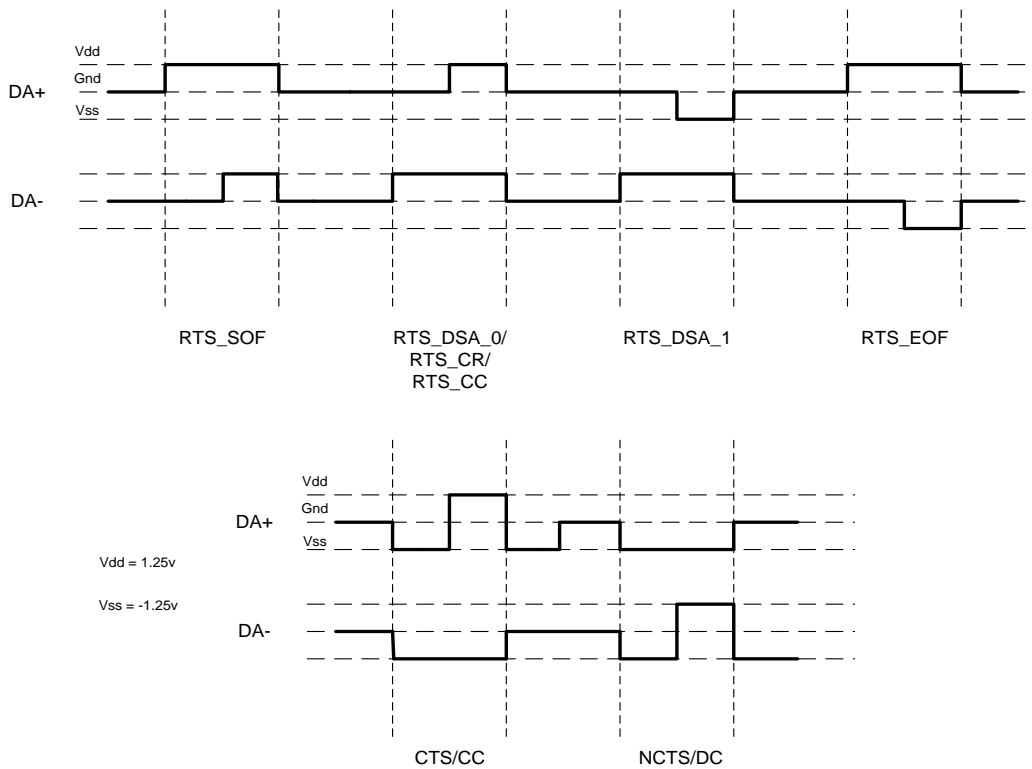 Vdd
Gnd
DA+
Vss
DA-
RTS_SOF
RTS_DSA_0/
RTS_CR/
RTS_CC
RTS_DSA_1
RTS_EOF
Vdd
Gnd
DA+
Vss
Vdd = 1.25v
Vss = -1.25v
DA-
CTS/CC
NCTS/DC